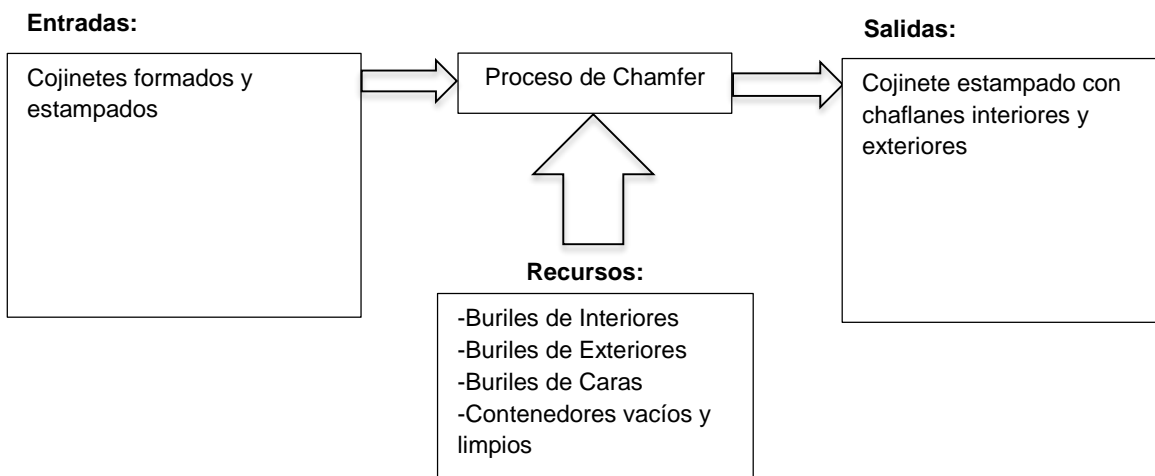 Entradas:
Cojinetes formados y
estampados
Proceso de Chamfer
Salidas:
Cojinete estampado con
chaflanes interiores y
exteriores
Recursos:
-Buriles de Interiores
-Buriles de Exteriores
-Buriles de Caras
-Contenedores vacíos y
limpios